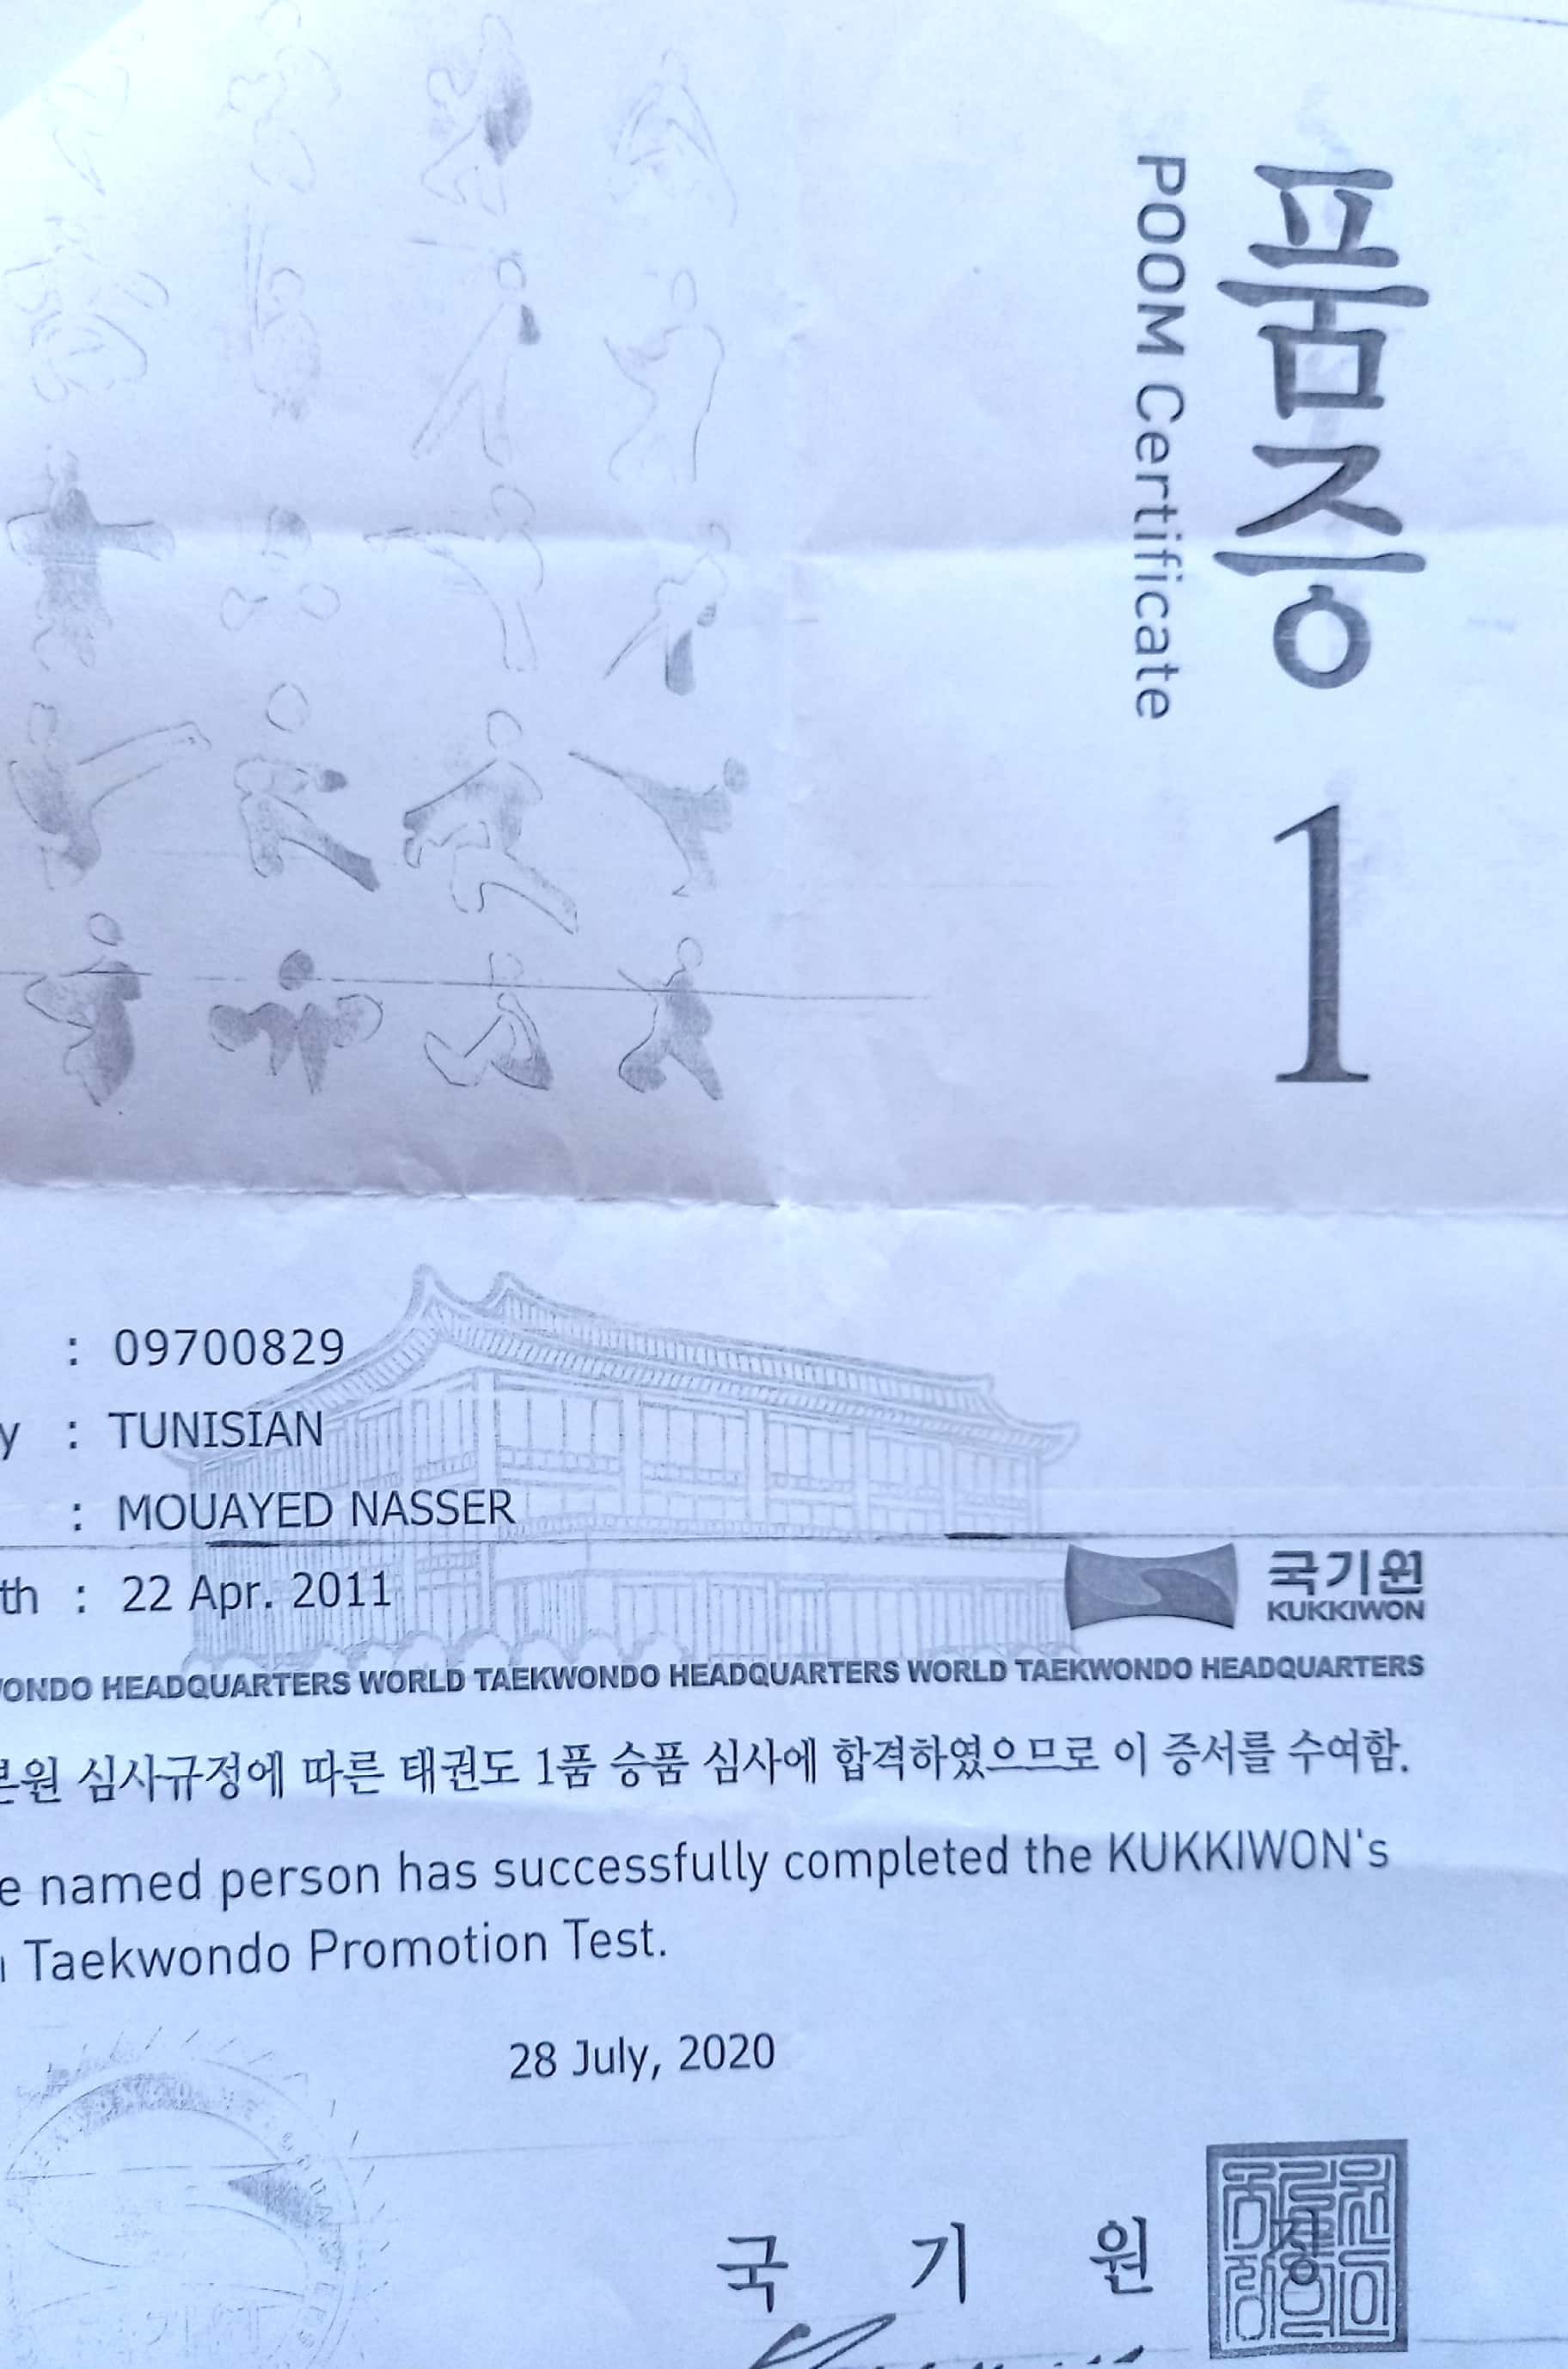 품증 1
POOM Certificate
: 09700829
y : TUNISIAN
: MOUAYED NASSER
th : 22 Apr. 2011
국기원
KUKKIWON
WONDO HEADQUARTERS WORLD TAEKWONDO HEADQUARTERS WORLD TAEKWONDO HEADQUARTERS
본원 심사규정에 따른 태권도 1품 승품 심사에 합격하였으므로 이 증서를 수여함.
e named person has successfully completed the KUKKIWON's
Taekwondo Promotion Test.
28 July, 2020
국 기 원 장